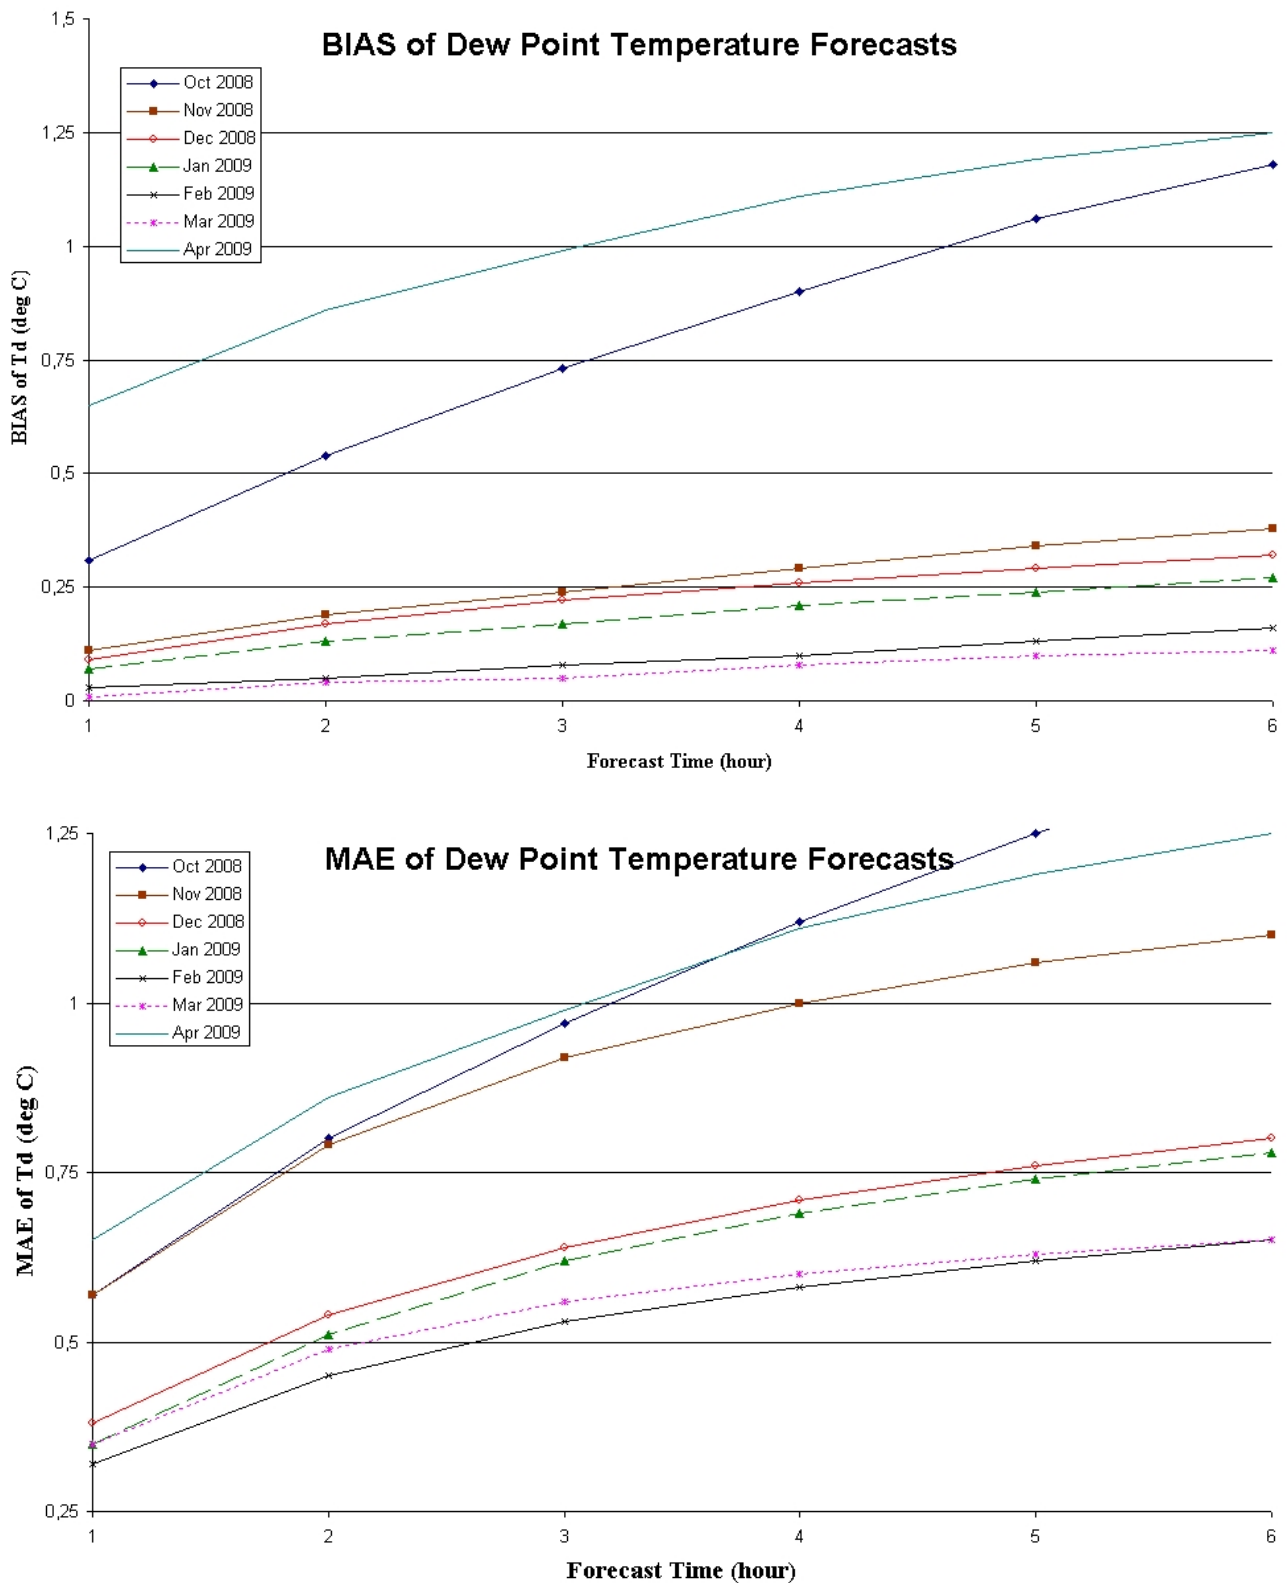 BIAS of Dew Point Temperature Forecasts
1,5
1,25
1
0,75
0,5
0,25
0
BIAS of Td (deg C)
Oct 2008
Nov 2008
Dec 2008
Jan 2009
Feb 2009
Mar 2009
Apr 2009
1 2 3 4 5 6
Forecast Time (hour)
MAE of Dew Point Temperature Forecasts
1,25
1
0,75
0,5
0,25
MAE of Td (deg C)
Oct 2008
Nov 2008
Dec 2008
Jan 2009
Feb 2009
Mar 2009
Apr 2009
1 2 3 4 5 6
Forecast Time (hour)